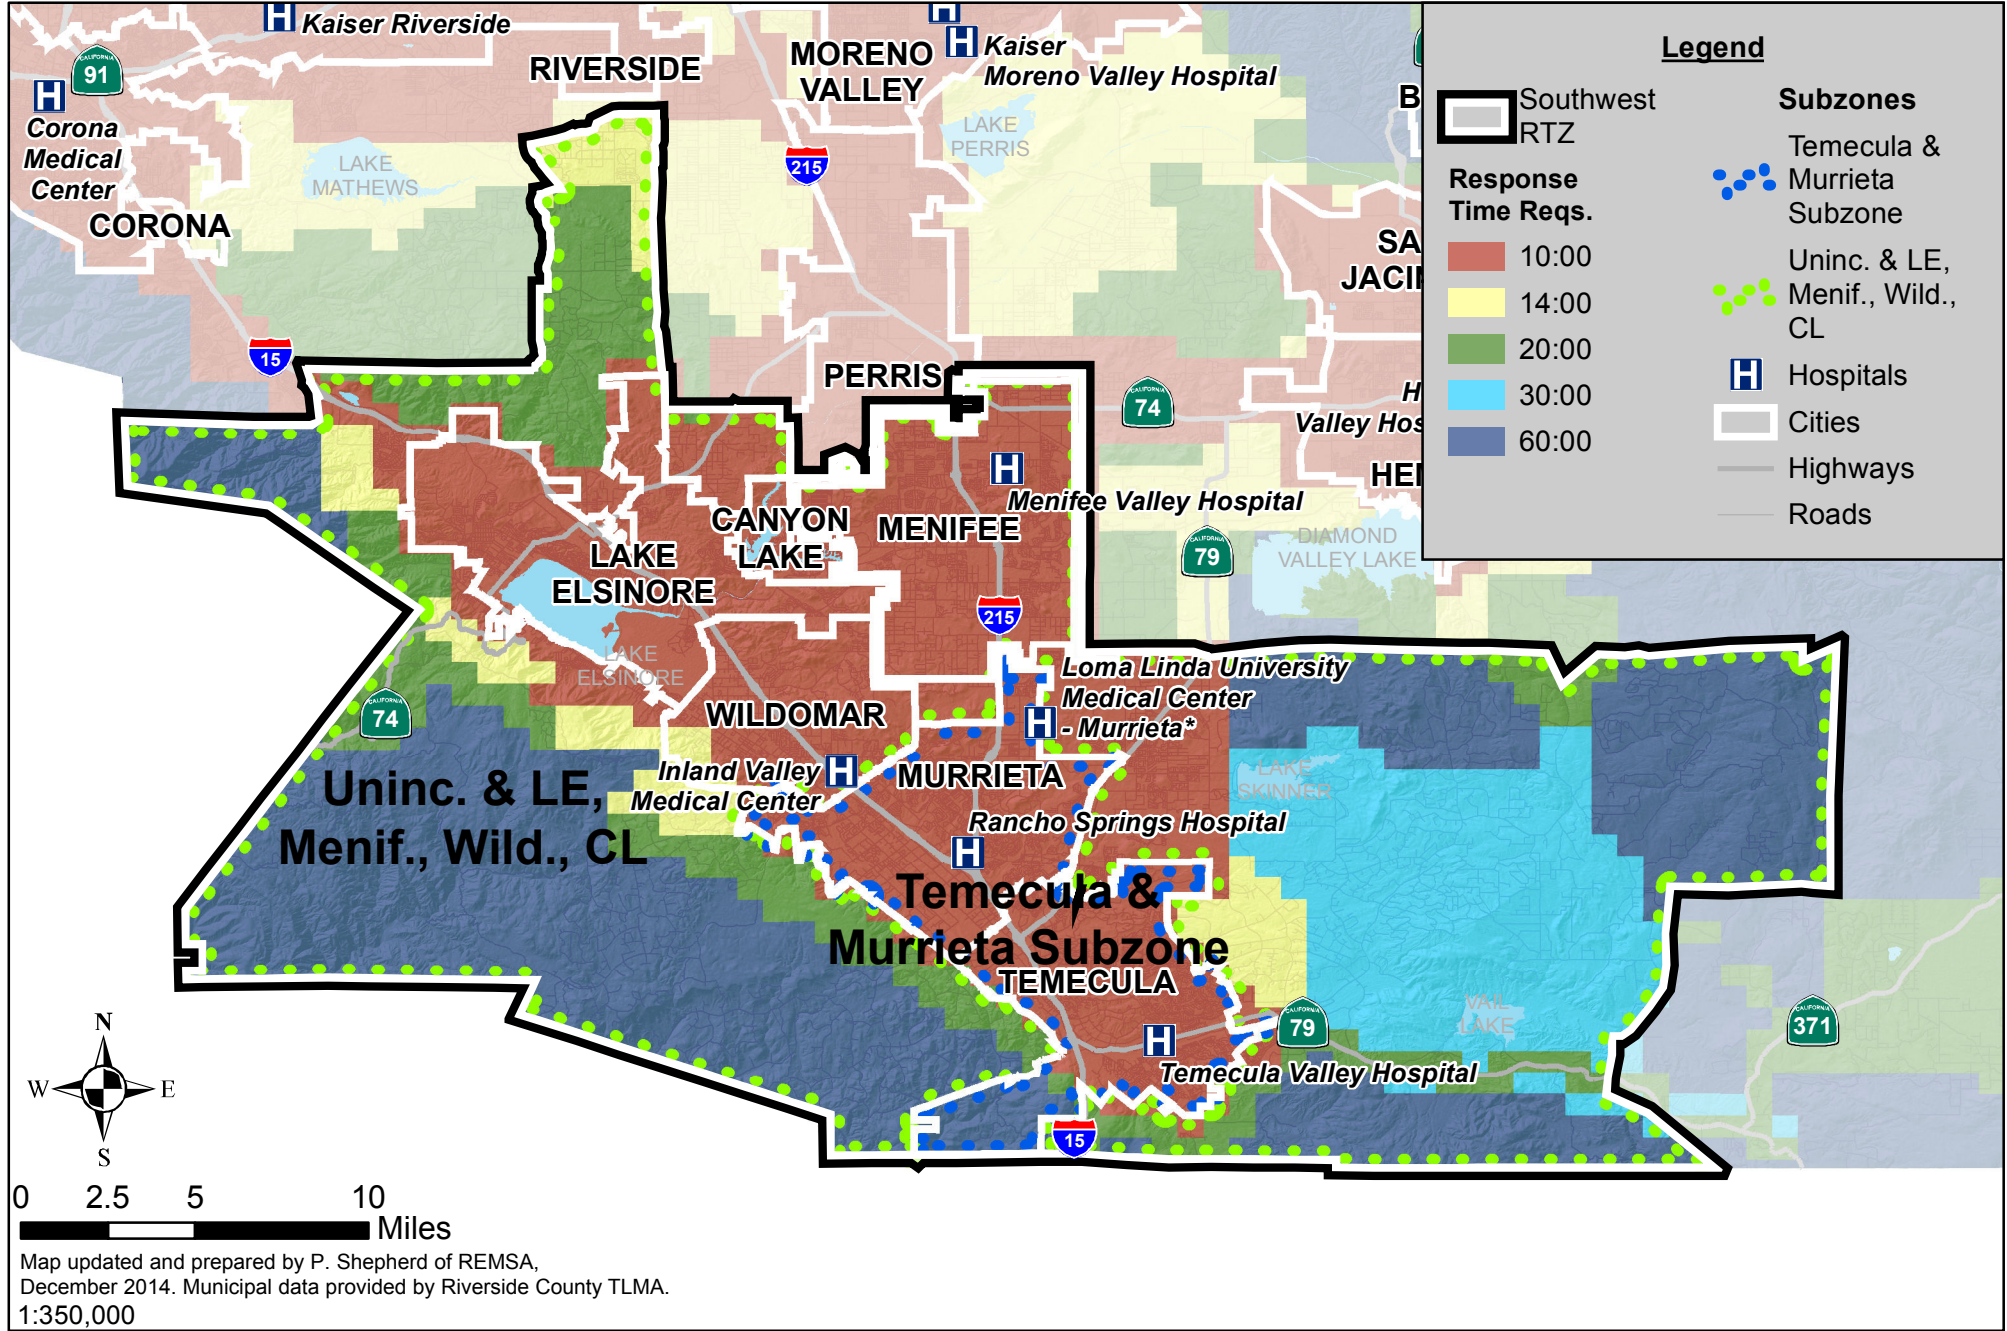 Kaiser Riverside
91
Corona
Medical
Center
CORONA
RIVERSIDE
MORENO
VALLEY
Kaiser
Moreno Valley Hospital
LAKE
MATHEWS
LAKE
PERRIS
215
15
PERRIS
74
Menifee Valley Hospital
79
DIAMOND
VALLEY LAKE
CANYON
LAKE
MENIFEE
LAKE
ELSINORE
215
LAKE
ELSINORE
74
WILDOMAR
Loma Linda University
Medical Center
- Murrieta*
Inland Valley
Medical Center
MURRIETA
LAKE
SKINNER
Rancho Springs Hospital
Uninc. & LE,
Menif., Wild., CL
Temecula &
Murrieta Subzone
TEMECULA
VAIL
LAKE
79
371
Temecula Valley Hospital
15
Legend
Southwest
RTZ
Response
Time Reqs.
10:00
14:00
20:00
30:00
60:00
Subzones
Temecula &
Murrieta
Subzone
Uninc. & LE,
Menif., Wild.,
CL
H Hospitals
Cities
Highways
Roads
N
W E
S
0 2.5 5 10
Miles
Map updated and prepared by P. Shepherd of REMSA,
December 2014. Municipal data provided by Riverside County TLMA.
1:350,000